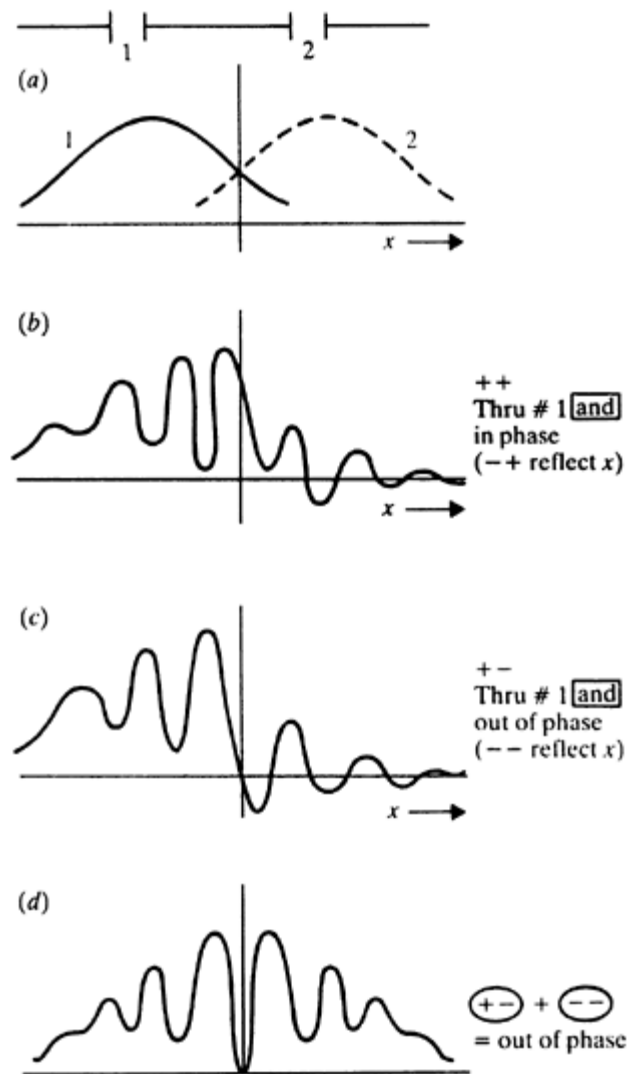 1 2
(a)
1 2
x
(b)
+ +
Thru # 1 and
in phase
(− + reflect x)
x
(c)
+ −
Thru # 1 and
out of phase
(− − reflect x)
x
(d)
+ − + − −
= out of phase